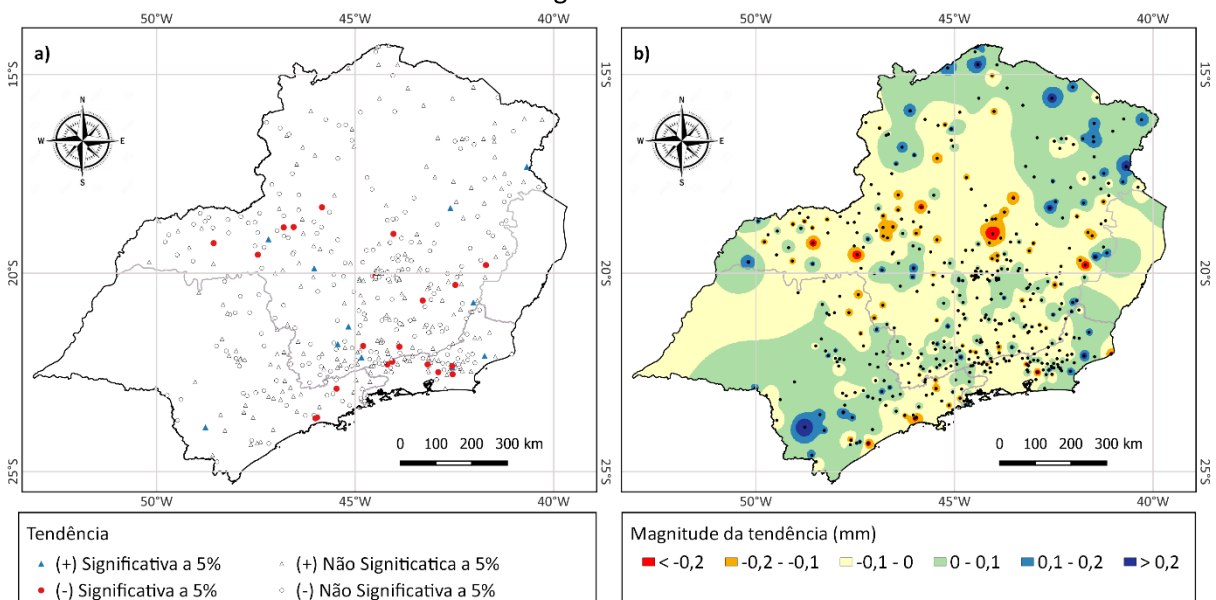 50°W 45°W 40°W
a)
15°S
N
W E
S
20°S
25°S
0 100 200 300 km
50°W 45°W 40°W
Tendência
(+) Significativa a 5%
(+) Não Significativa a 5%
(-) Significativa a 5%
(-) Não Significativa a 5%
50°W 45°W 40°W
b)
15°S
N
W E
S
20°S
25°S
0 100 200 300 km
50°W 45°W 40°W
Magnitude da tendência (mm)
< -0,2 -0,2 - -0,1 -0,1 - 0 0 - 0,1 0,1 - 0,2 > 0,2